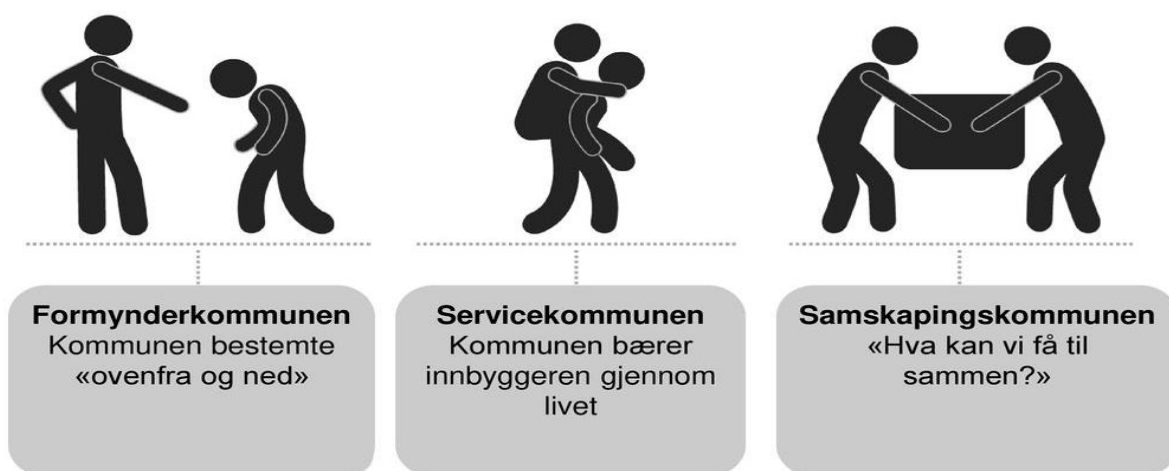 Formynderkommunen
Kommunen bestemte
«ovenfra og ned»
Servicekommunen
Kommunen bærer
innbyggeren gjennom
livet
Samskapingskommunen
«Hva kan vi få til
sammen?»